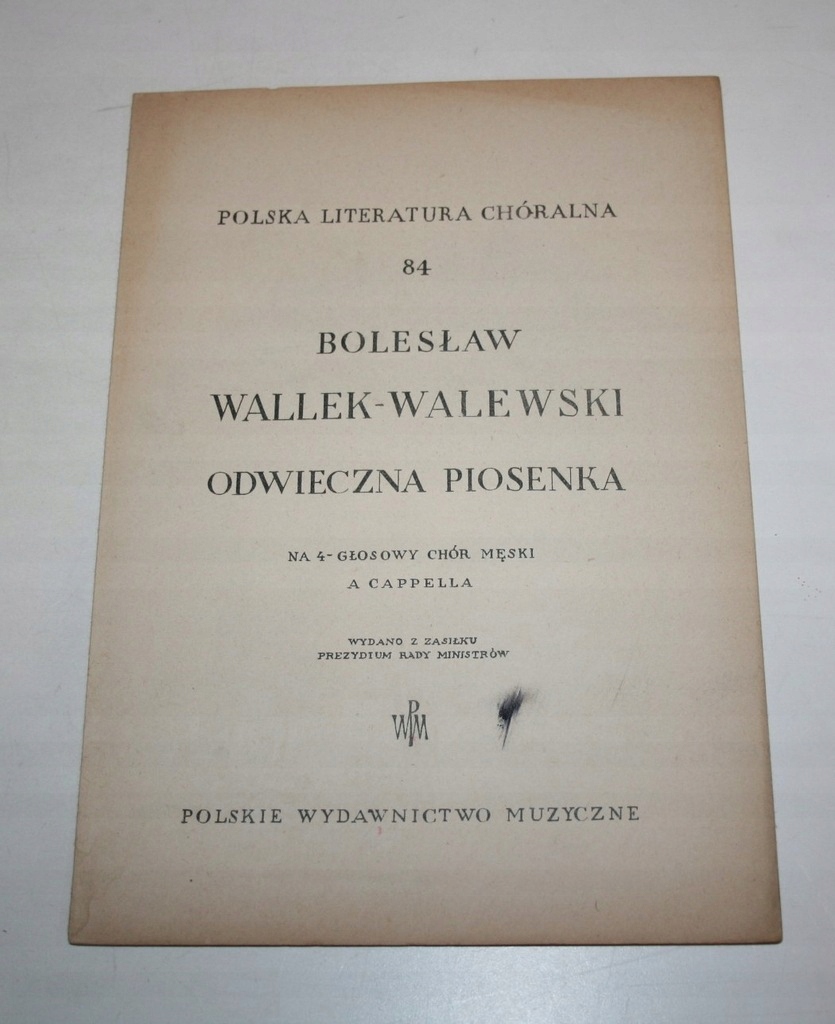 POLSKA LITERATURA CHÓRALNA
84
BOLESŁAW
WALLEK-WALEWSKI
ODWIECZNA PIOSENKA
NA 4-GŁOSOWY CHÓR MĘSKI
A CAPPELLA
WYDANO Z ZASIŁKU
PREZYDIUM RADY MINISTRÓW
PWM
POLSKIE WYDAWNICTWO MUZYCZNE